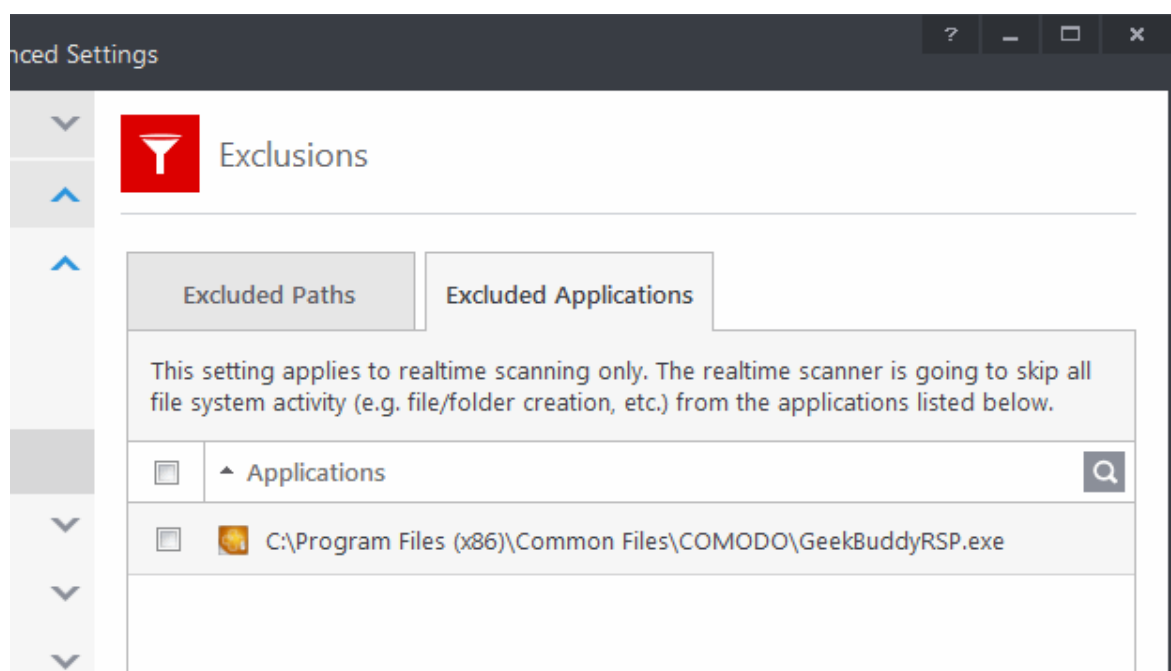 nced Settings
?
Exclusions
Excluded Paths
Excluded Applications
This setting applies to realtime scanning only. The realtime scanner is going to skip all
file system activity (e.g. file/folder creation, etc.) from the applications listed below.
Applications
C:\Program Files (x86)\Common Files\COMODO\GeekBuddyRSP.exe